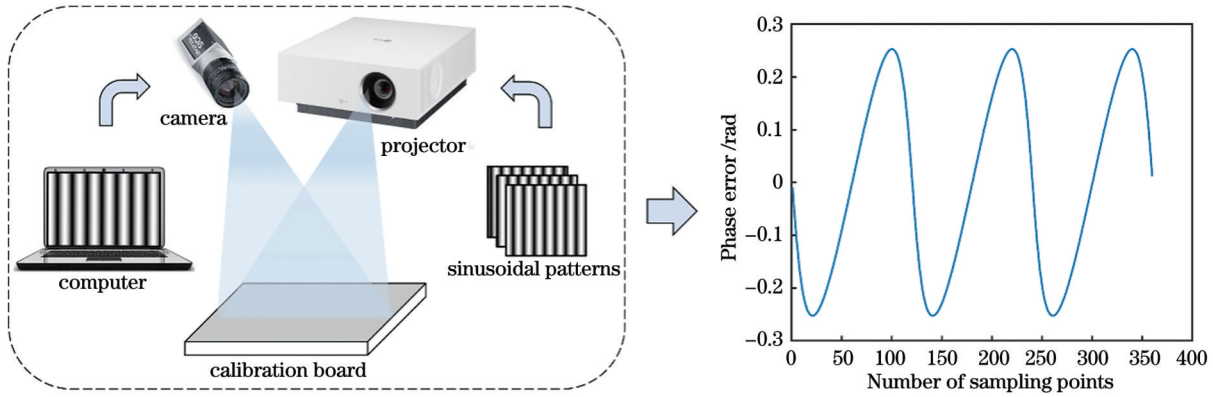 camera
projector
computer
sinusoidal patterns
calibration board
Phase error /rad
0.3
0.2
0.1
0
−0.1
−0.2
−0.3
0 50 100 150 200 250 300 350 400
Number of sampling points